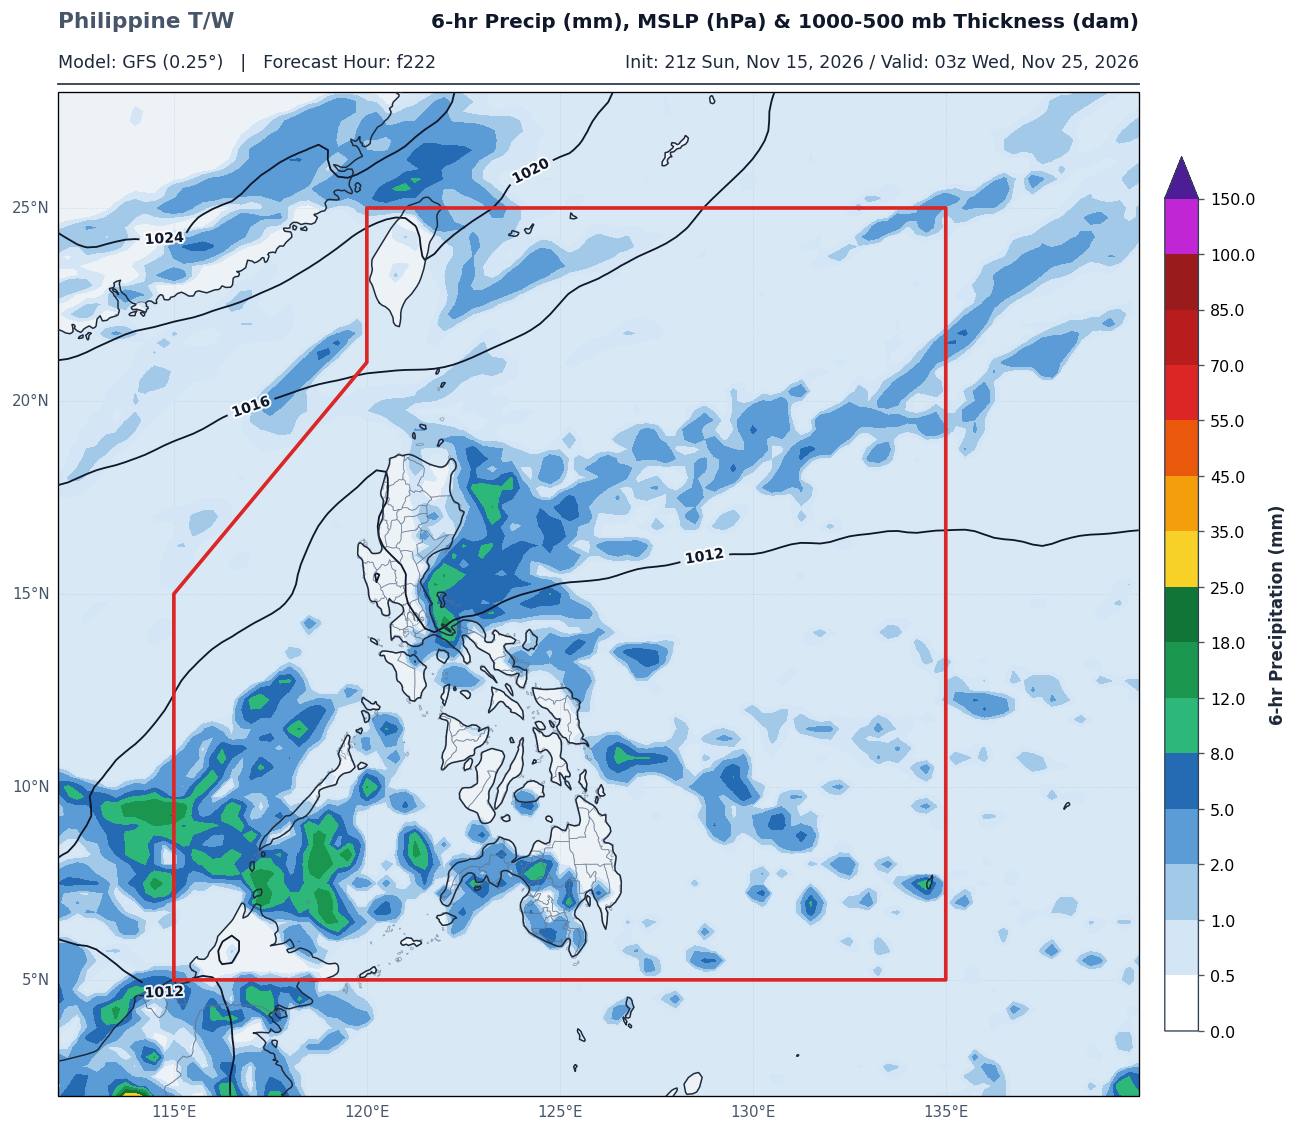 Philippine T/W
6-hr Precip (mm), MSLP (hPa) & 1000-500 mb Thickness (dam)
Model: GFS (0.25°) | Forecast Hour: f222
Init: 21z Sun, Nov 15, 2026 / Valid: 03z Wed, Nov 25, 2026
25°N
20°N
15°N
10°N
5°N
115°E
120°E
125°E
130°E
135°E
1020
1024
1016
1012
1012
150.0
100.0
85.0
70.0
55.0
45.0
35.0
25.0
18.0
12.0
8.0
5.0
2.0
1.0
0.5
0.0
6-hr Precipitation (mm)